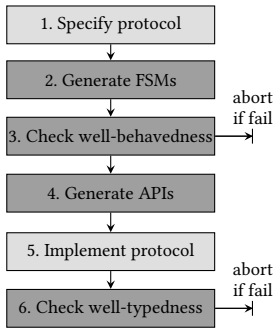 1. Specify protocol
2. Generate FSMs
abort
if fail
3. Check well-behavedness
4. Generate APIs
5. Implement protocol
abort
if fail
6. Check well-typedness